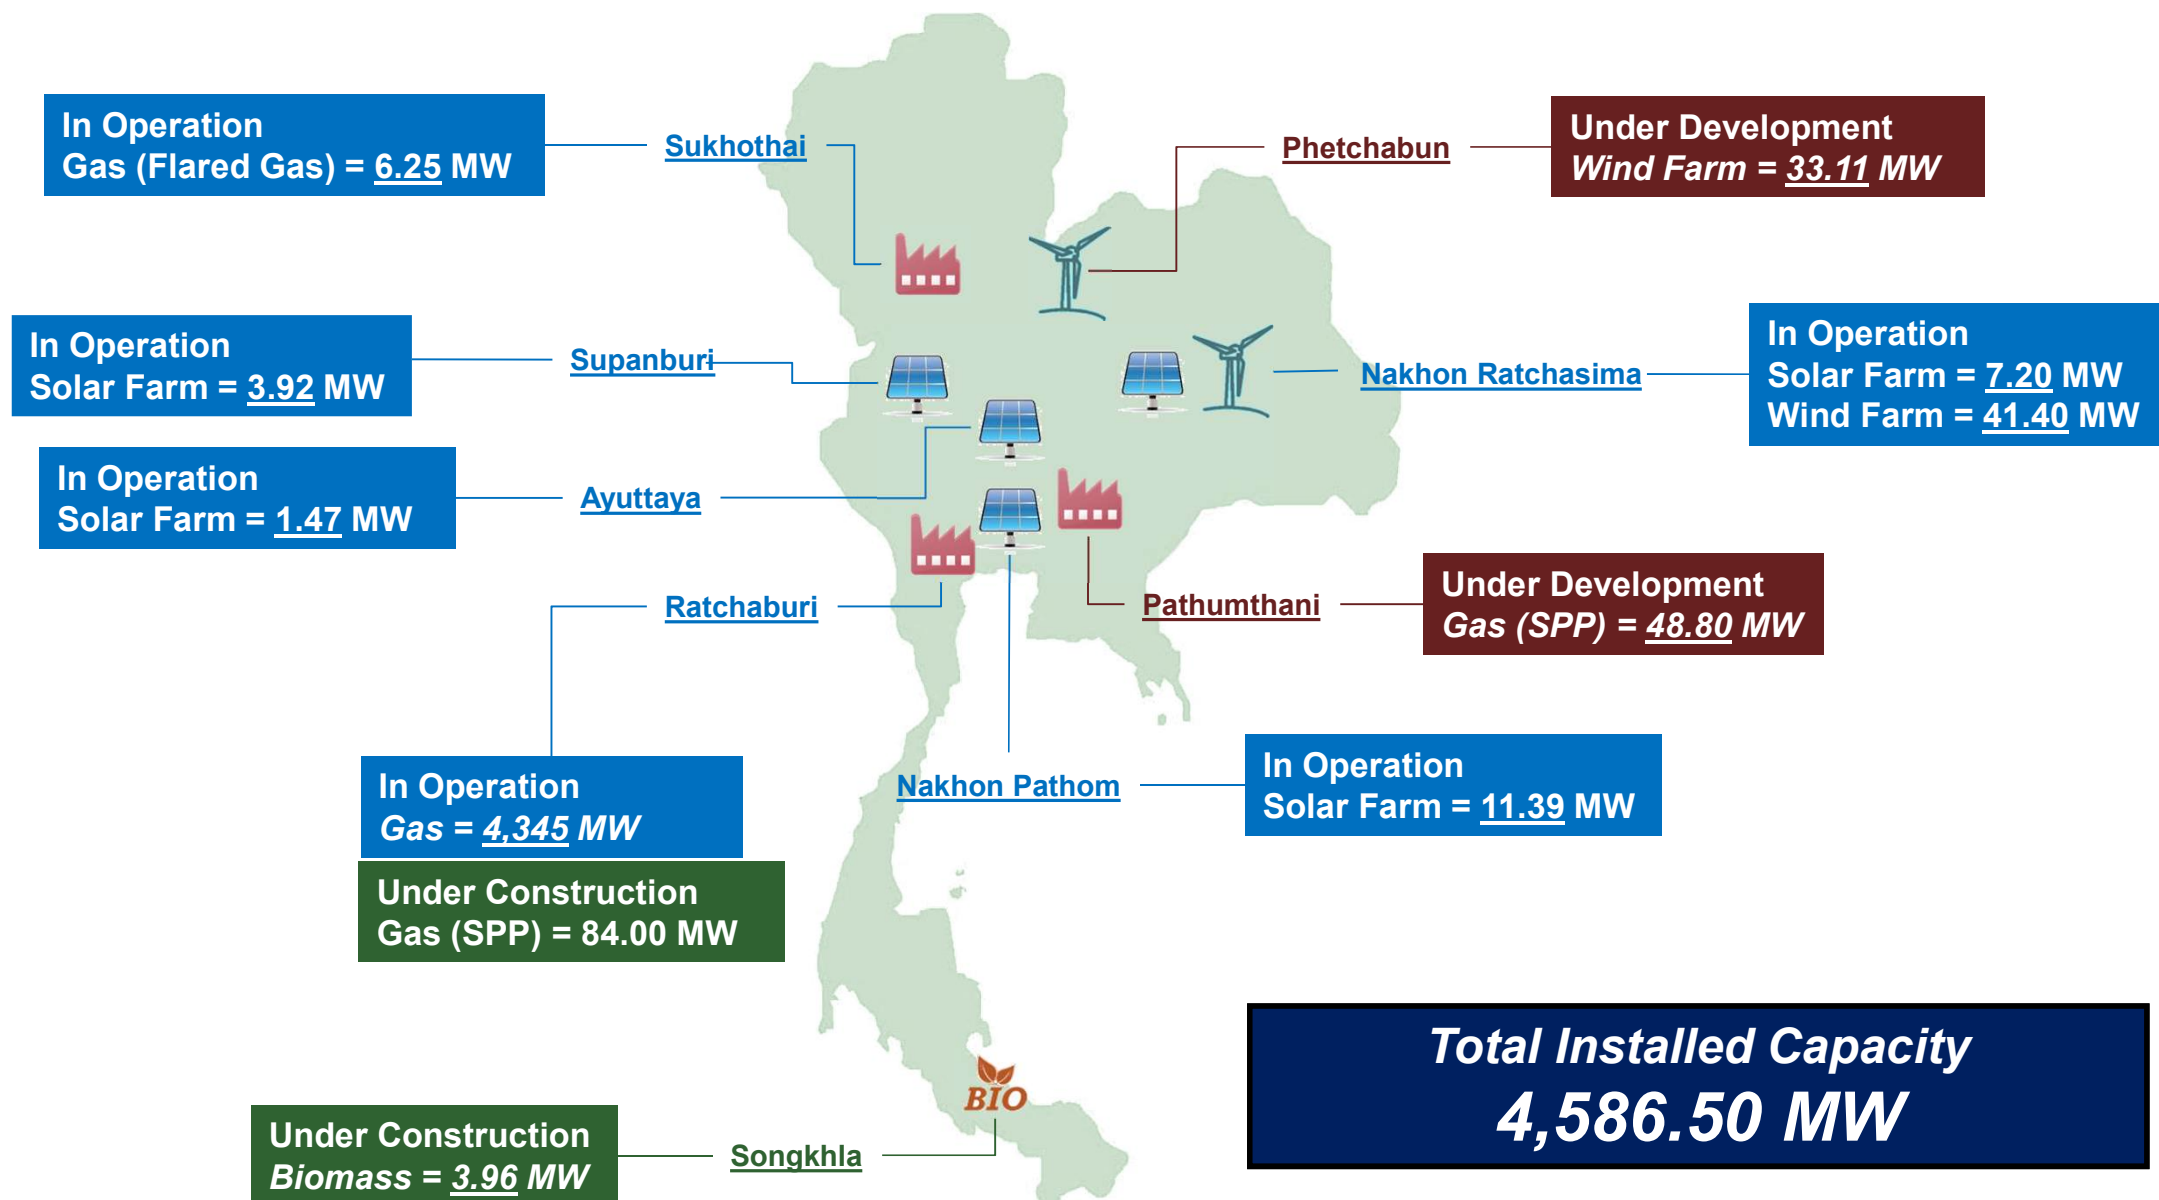 In Operation
Gas (Flared Gas) = 6.25 MW
Sukhothai
Phetchabun
Under Development
Wind Farm = 33.11 MW
In Operation
Solar Farm = 3.92 MW
Supanburi
Nakhon Ratchasima
In Operation
Solar Farm = 7.20 MW
Wind Farm = 41.40 MW
In Operation
Solar Farm = 1.47 MW
Ayuttaya
Ratchaburi
Pathumthani
Under Development
Gas (SPP) = 48.80 MW
In Operation
Gas = 4,345 MW
Nakhon Pathom
In Operation
Solar Farm = 11.39 MW
Under Construction
Gas (SPP) = 84.00 MW
Total Installed Capacity
4,586.50 MW
BIO
Under Construction
Biomass = 3.96 MW
Songkhla